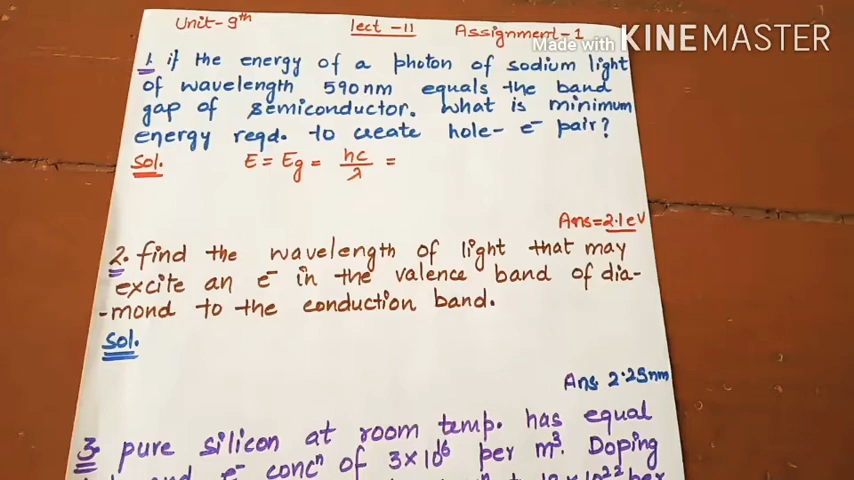 Unit-9th
lect-11
Assignment-1
Made with KINEMASTER
1. if the energy of a photon of sodium light
of wavelength 590nm equals the band
gap of semiconductor. What is minimum
energy reqd. to create hole- e⁻ pair?
Sol. E = Eg = hc/λ =
Ans = 2.1eV
2. find the wavelength of light that may
excite an e⁻ in the valence band of dia-
-mond to the conduction band.
Sol.
Ans. 2.25nm
3. pure silicon at room temp. has equal
e⁻ concⁿ of 3×10⁶ per m³. Doping
10²² per